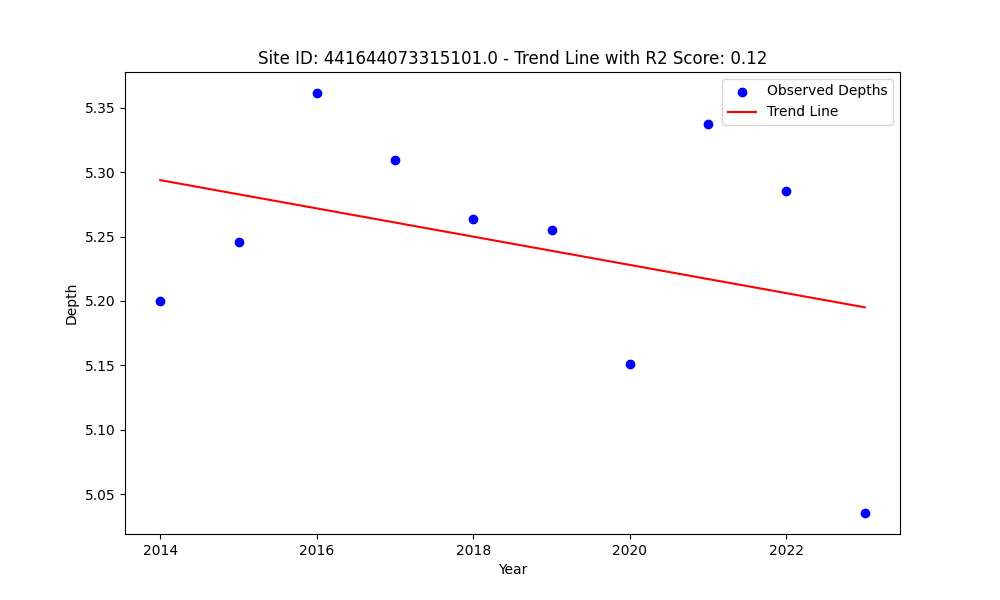 Site ID: 441644073315101.0 - Trend Line with R2 Score: 0.12
Observed Depths
Trend Line
5.35
5.30
5.25
5.20
5.15
5.10
5.05
Depth
2014
2016
2018
2020
2022
Year